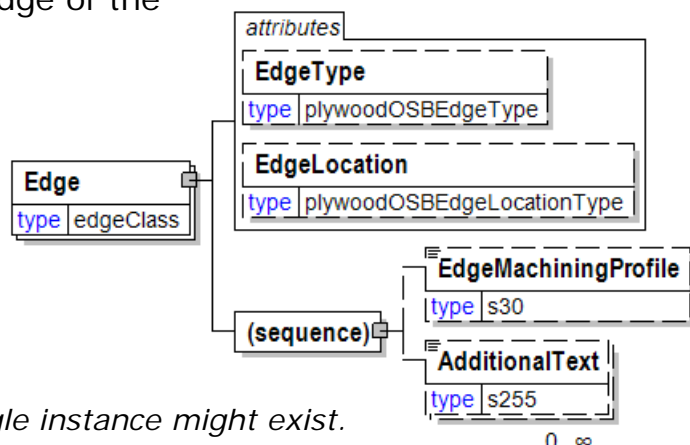 dge of the
attributes
EdgeType
type plywoodOSBEdgeType
EdgeLocation
type plywoodOSBEdgeLocationType
Edge
type edgeClass
EdgeMachiningProfile
type s30
(sequence)
AdditionalText
type s255
gle instance might exist.
0 ∞